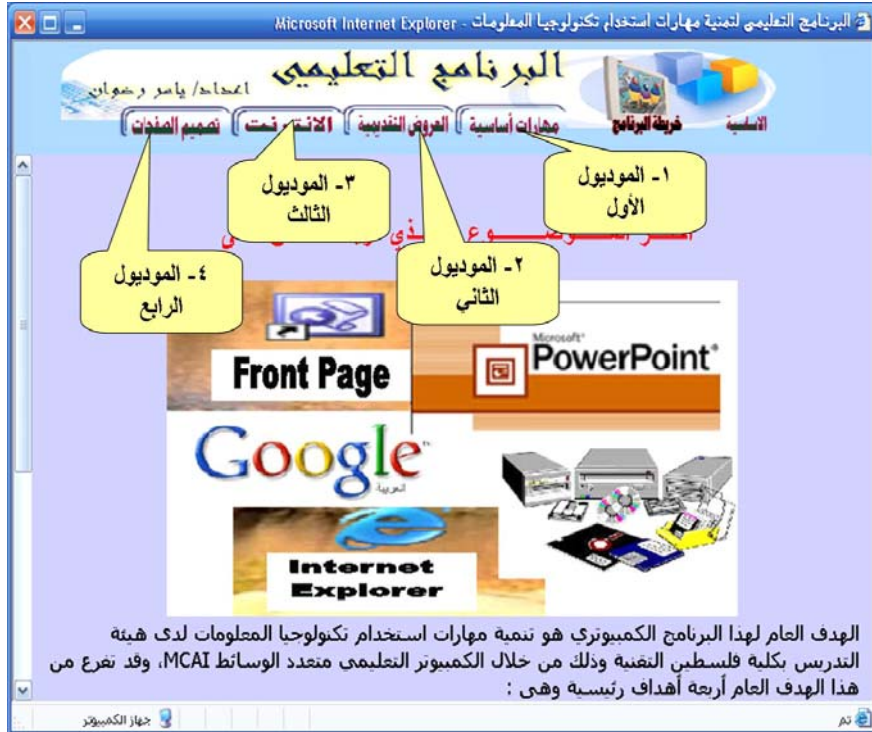 البرنامج التعليمي لتمنية مهارات استخدام تكنولوجيا المعلومات - Microsoft Internet Explorer
البرنامج التعليمي
اعداد/ ياسر رضوان
الاساسية
خريطة البرنامج
مهارات أساسية
العروض التقديمية
الانترنت
تصميم الصفحات
١- الموديول
الأول
٣- الموديول
الثالث
٢- الموديول
الثاني
٤- الموديول
الرابع
Microsoft®
PowerPoint®
Front Page
Google™
العربية
Internet
Explorer
الهدف العام لهذا البرنامج الكمبيوتري هو تنمية مهارات استخدام تكنولوجيا المعلومات لدى هيئة
التدريس بكلية فلسطين التقنية وذلك من خلال الكمبيوتر التعليمي متعدد الوسائط MCAI، وقد تفرع من
هذا الهدف العام أربعة أهداف رئيسية وهي :
تم
جهاز الكمبيوتر